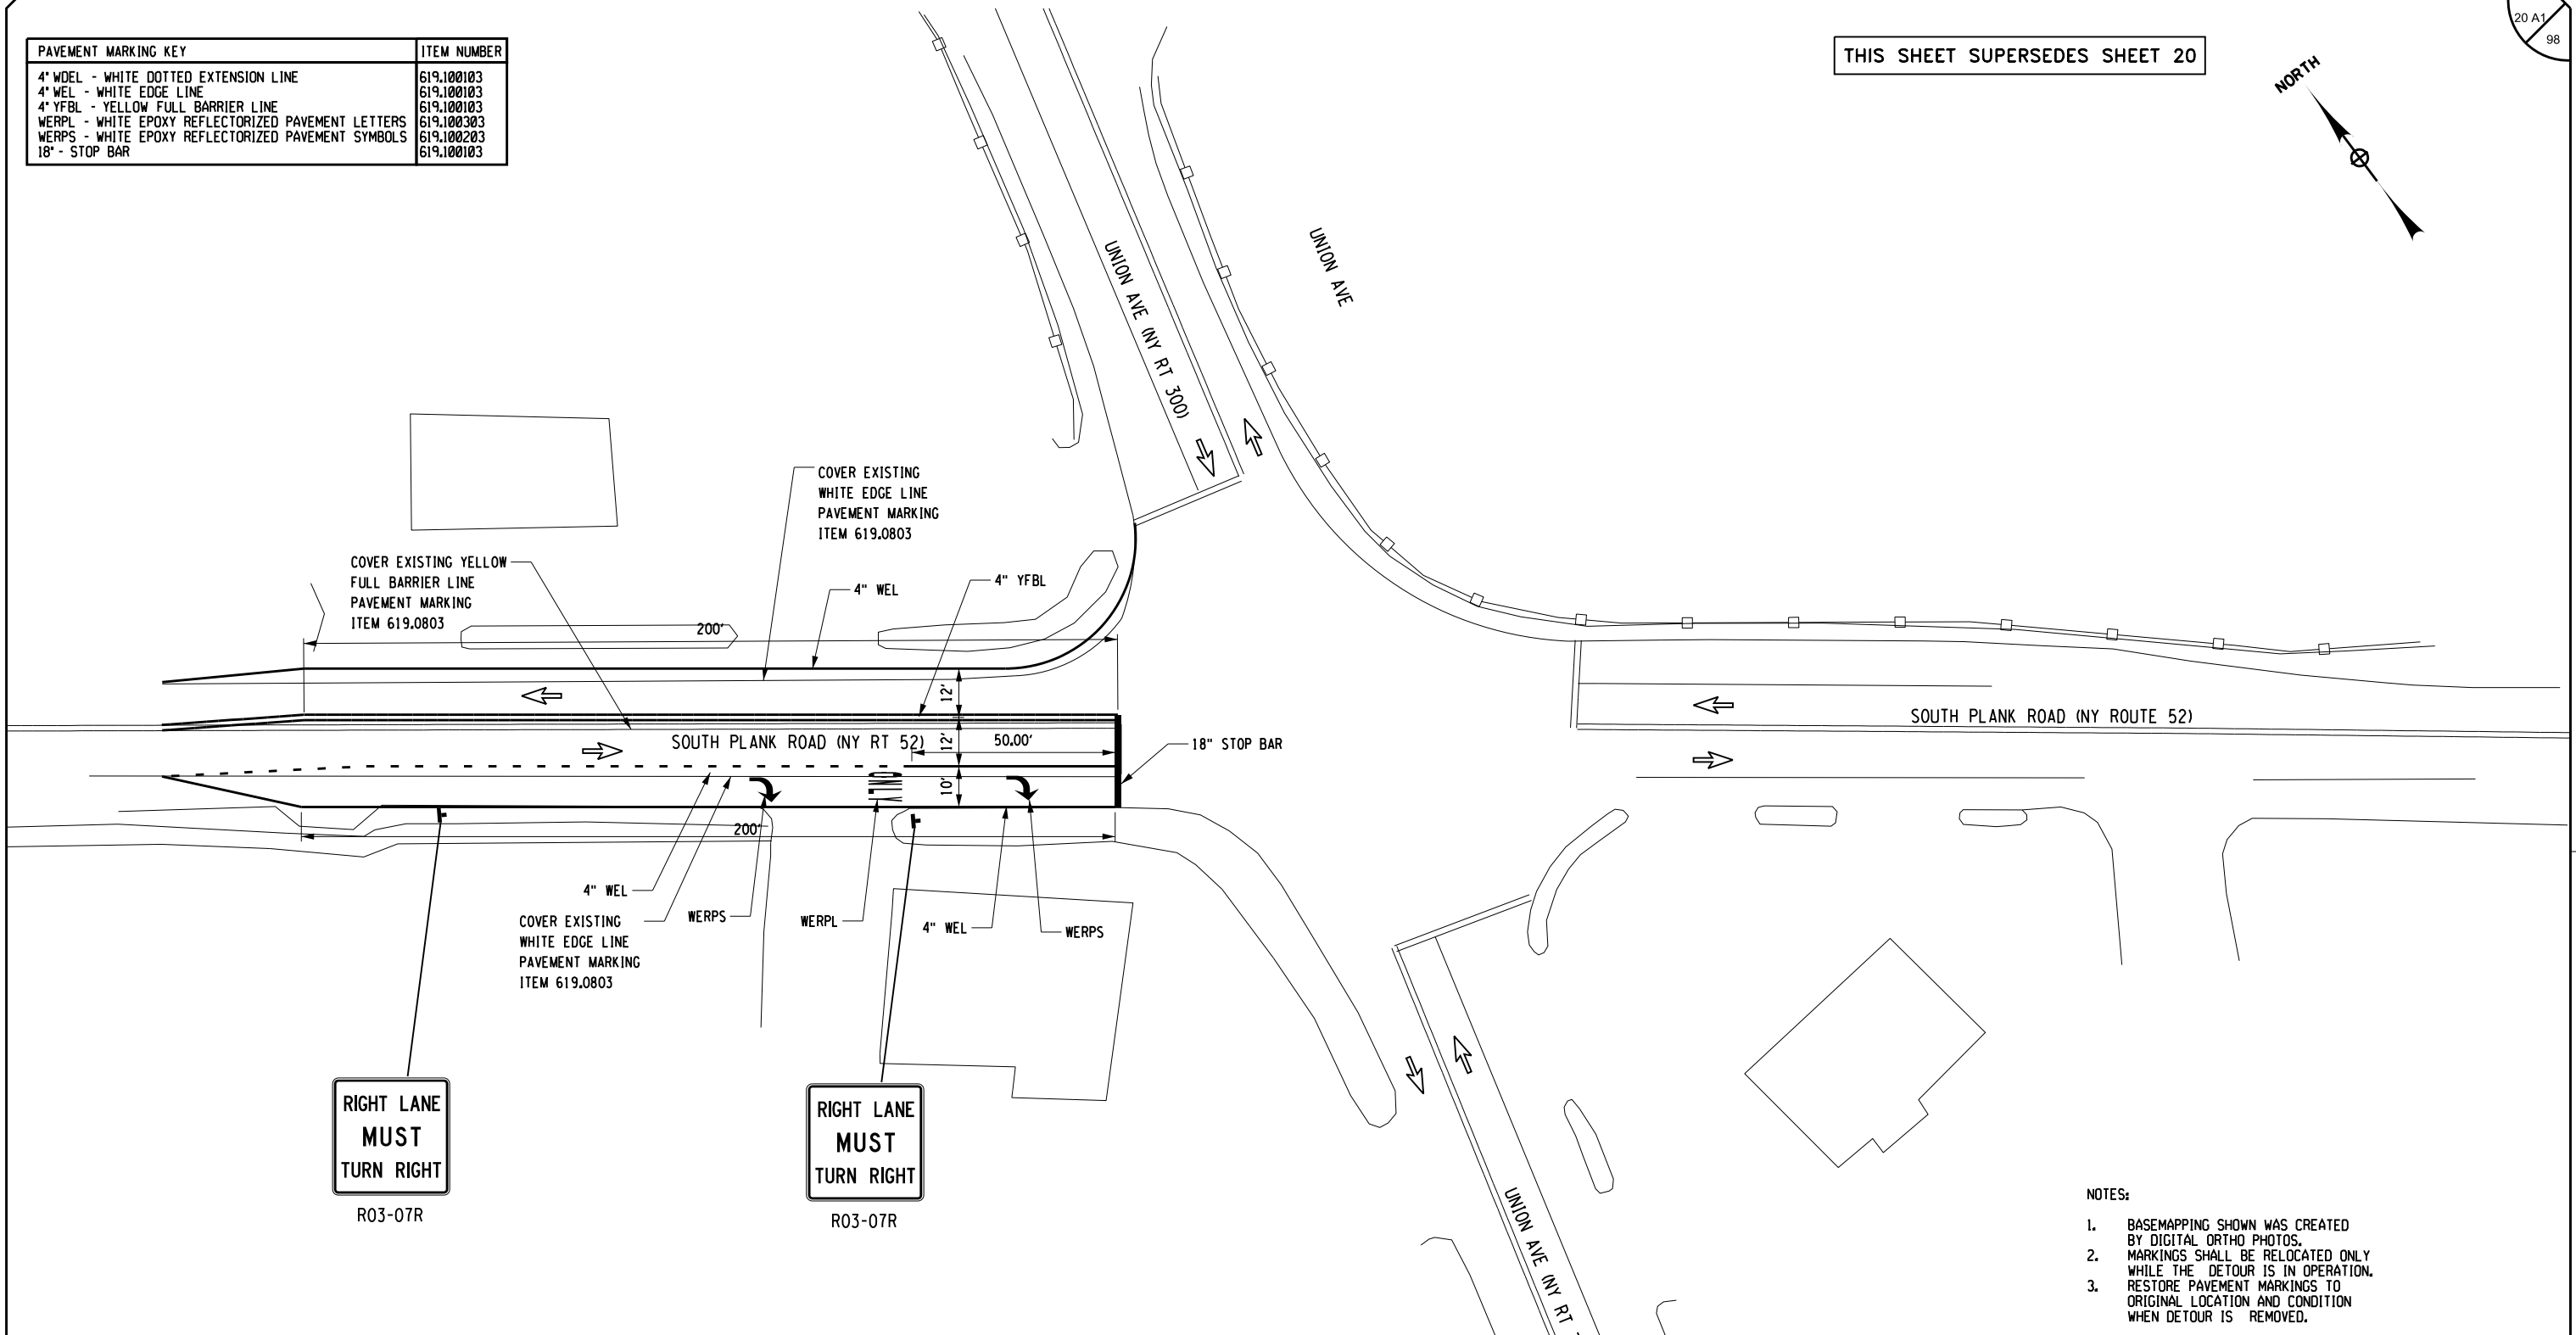 PAVEMENT MARKING KEY ITEM NUMBER
4" WDEL - WHITE DOTTED EXTENSION LINE 619.100103
4" WEL - WHITE EDGE LINE 619.100103
4" YFBL - YELLOW FULL BARRIER LINE 619.100103
WERPL - WHITE EPOXY REFLECTORIZED PAVEMENT LETTERS 619.100303
WERPS - WHITE EPOXY REFLECTORIZED PAVEMENT SYMBOLS 619.100203
18" - STOP BAR 619.100103
THIS SHEET SUPERSEDES SHEET 20
20 A1
98
NORTH
UNION AVE (NY RT 300)
UNION AVE
COVER EXISTING
WHITE EDGE LINE
PAVEMENT MARKING
ITEM 619.0803
COVER EXISTING YELLOW
FULL BARRIER LINE
PAVEMENT MARKING
ITEM 619.0803
4" WEL
4" YFBL
200'
12'
SOUTH PLANK ROAD (NY RT 52)
12'
50.00'
18" STOP BAR
SOUTH PLANK ROAD (NY ROUTE 52)
10'
ONLY
200'
4" WEL
COVER EXISTING
WHITE EDGE LINE
PAVEMENT MARKING
ITEM 619.0803
WERPS
WERPL
4" WEL
WERPS
RIGHT LANE
MUST
TURN RIGHT
R03-07R
RIGHT LANE
MUST
TURN RIGHT
R03-07R
UNION AVE (NY RT
NOTES:
1. BASEMAPPING SHOWN WAS CREATED
BY DIGITAL ORTHO PHOTOS.
2. MARKINGS SHALL BE RELOCATED ONLY
WHILE THE DETOUR IS IN OPERATION.
3. RESTORE PAVEMENT MARKINGS TO
ORIGINAL LOCATION AND CONDITION
WHEN DETOUR IS REMOVED.